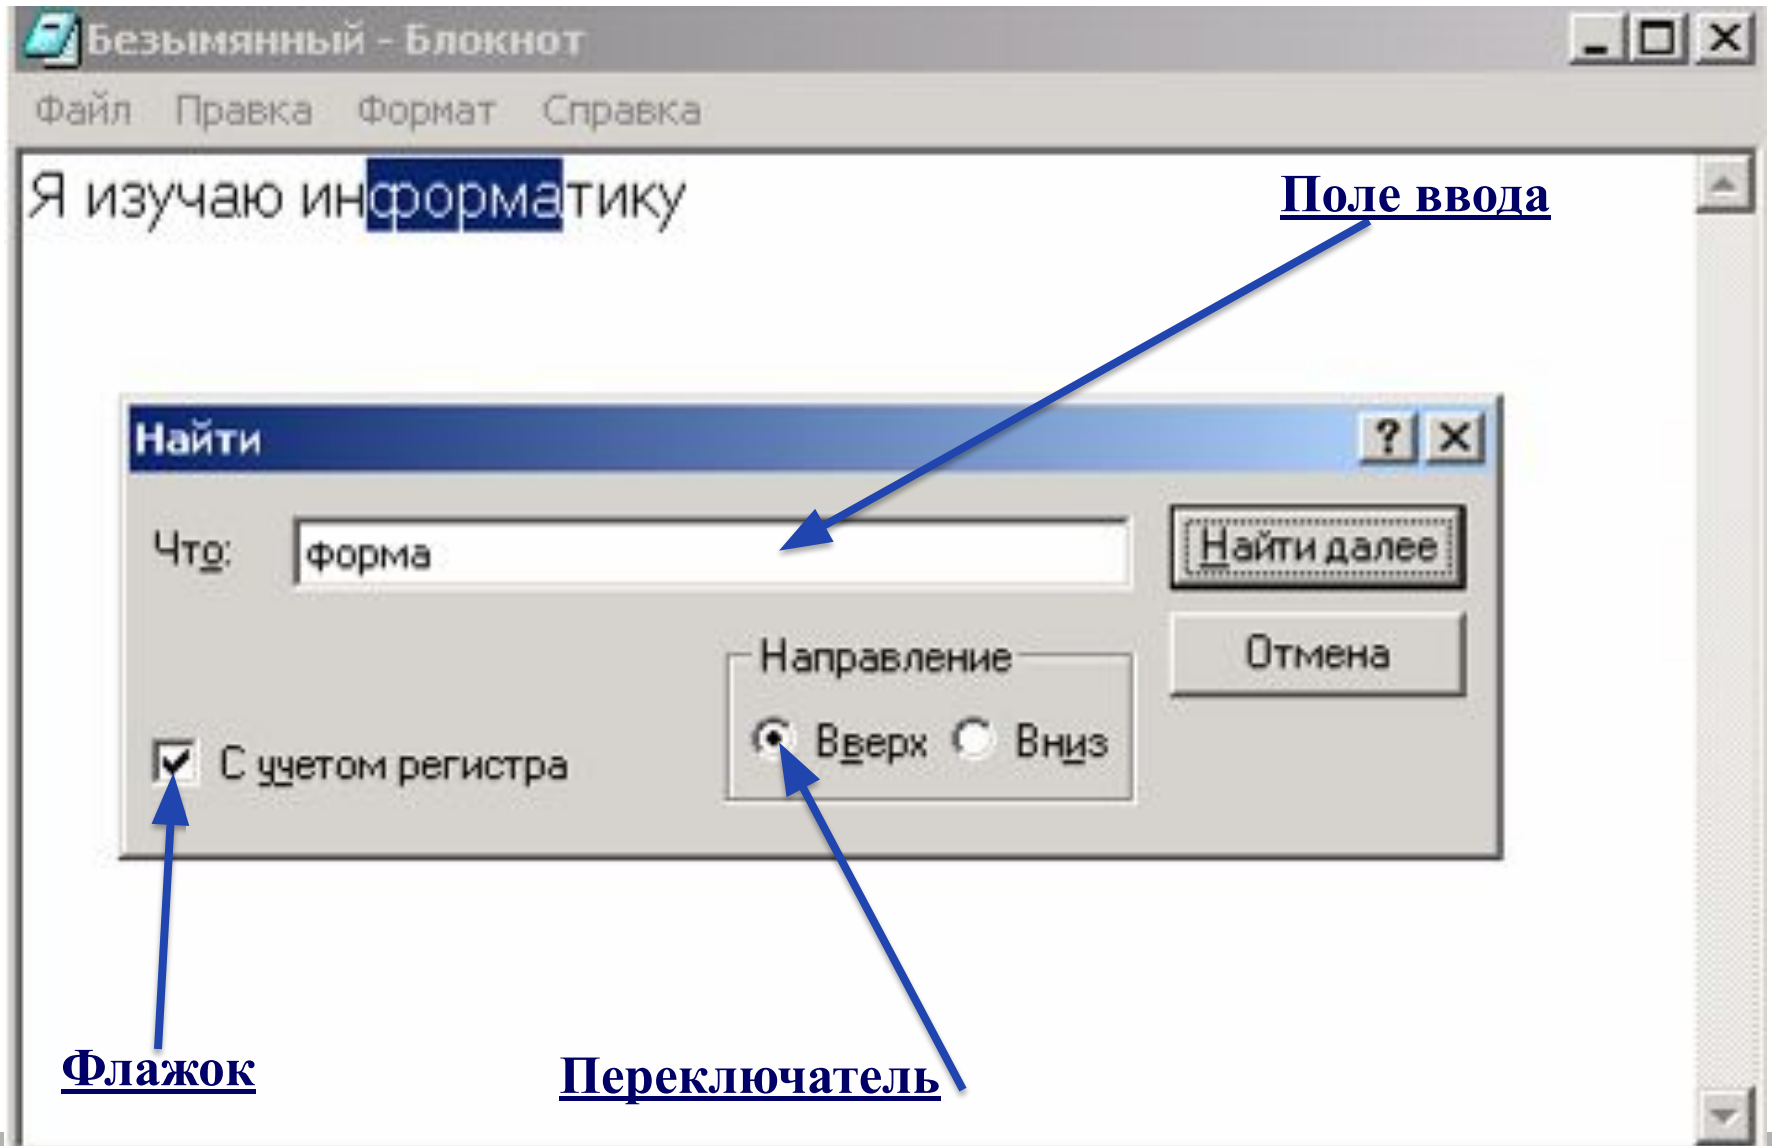 Безымянный - Блокнот
Файл Правка Формат Справка
Я изучаю информатику
Поле ввода
Найти
Что: форма Найти далее
Направление Отмена
С учетом регистра Вверх Вниз
Флажок Переключатель